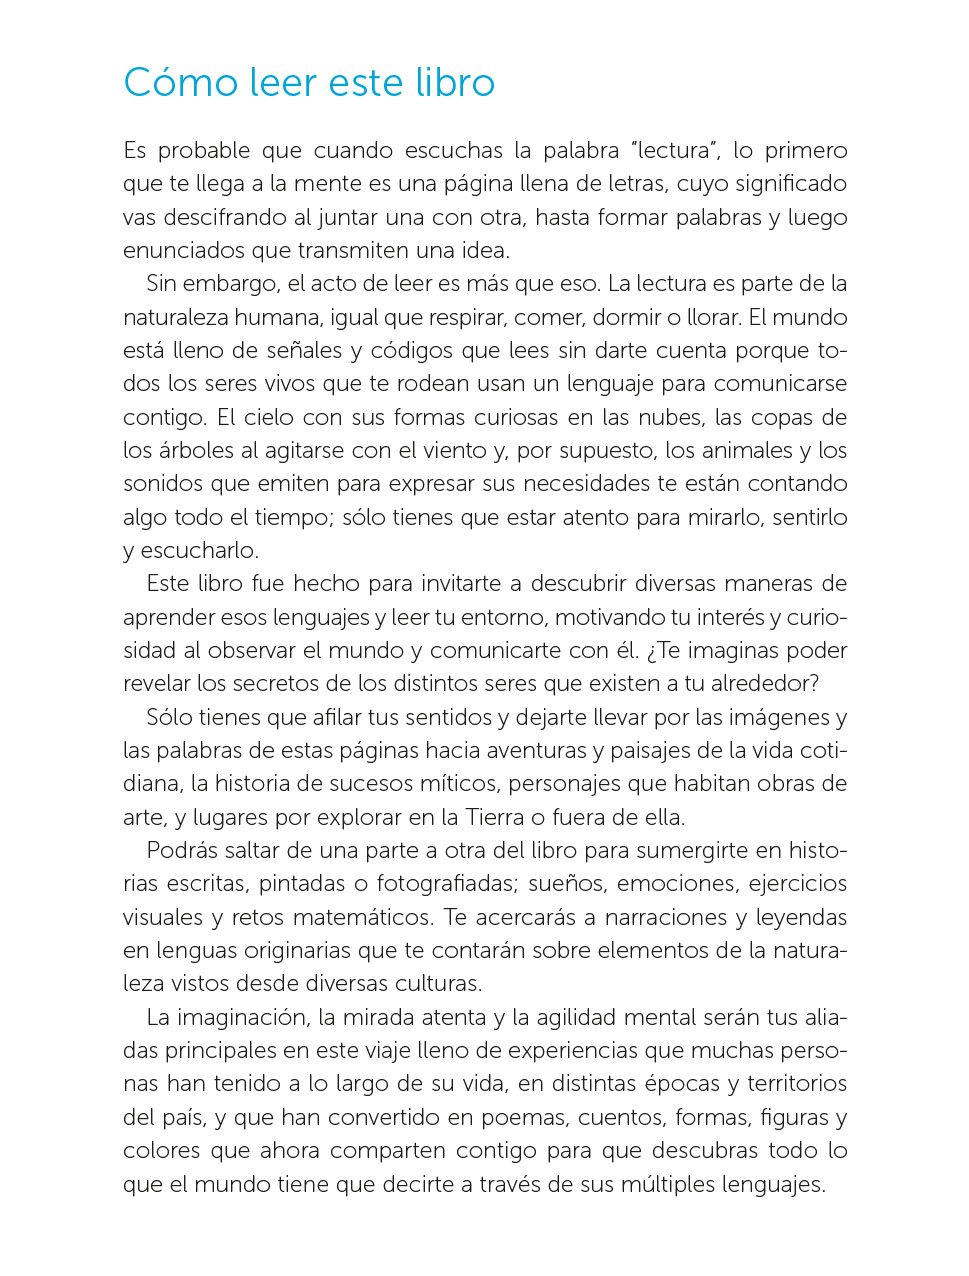 Cómo leer este libro
Es probable que cuando escuchas la palabra “lectura”, lo primero
que te llega a la mente es una página llena de letras, cuyo significado
vas descifrando al juntar una con otra, hasta formar palabras y luego
enunciados que transmiten una idea.
Sin embargo, el acto de leer es más que eso. La lectura es parte de la
naturaleza humana, igual que respirar, comer, dormir o llorar. El mundo
está lleno de señales y códigos que lees sin darte cuenta porque to-
dos los seres vivos que te rodean usan un lenguaje para comunicarse
contigo. El cielo con sus formas curiosas en las nubes, las copas de
los árboles al agitarse con el viento y, por supuesto, los animales y los
sonidos que emiten para expresar sus necesidades te están contando
algo todo el tiempo; sólo tienes que estar atento para mirarlo, sentirlo
y escucharlo.
Este libro fue hecho para invitarte a descubrir diversas maneras de
aprender esos lenguajes y leer tu entorno, motivando tu interés y curio-
sidad al observar el mundo y comunicarte con él. ¿Te imaginas poder
revelar los secretos de los distintos seres que existen a tu alrededor?
Sólo tienes que afilar tus sentidos y dejarte llevar por las imágenes y
las palabras de estas páginas hacia aventuras y paisajes de la vida coti-
diana, la historia de sucesos míticos, personajes que habitan obras de
arte, y lugares por explorar en la Tierra o fuera de ella.
Podrás saltar de una parte a otra del libro para sumergirte en histo-
rias escritas, pintadas o fotografiadas; sueños, emociones, ejercicios
visuales y retos matemáticos. Te acercarás a narraciones y leyendas
en lenguas originarias que te contarán sobre elementos de la natura-
leza vistos desde diversas culturas.
La imaginación, la mirada atenta y la agilidad mental serán tus alia-
das principales en este viaje lleno de experiencias que muchas perso-
nas han tenido a lo largo de su vida, en distintas épocas y territorios
del país, y que han convertido en poemas, cuentos, formas, figuras y
colores que ahora comparten contigo para que descubras todo lo
que el mundo tiene que decirte a través de sus múltiples lenguajes.